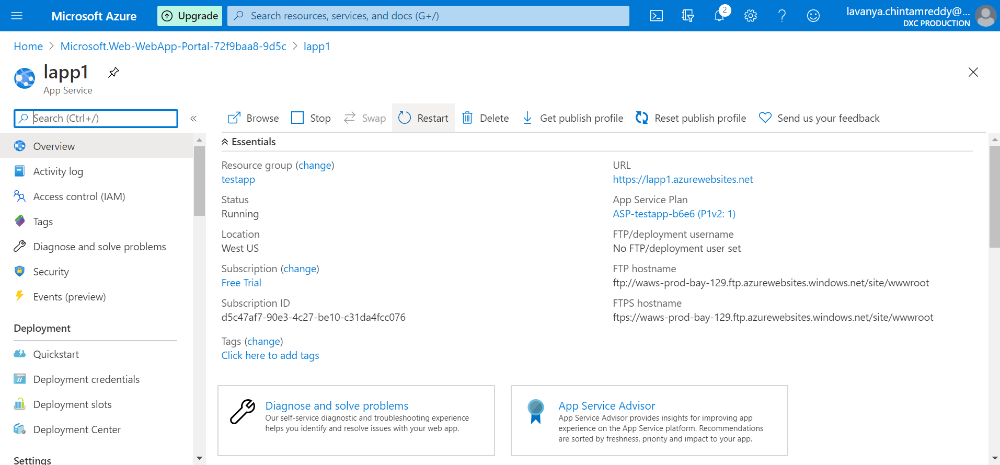 Microsoft Azure
Upgrade
Search resources, services, and docs (G+/)
2
lavanya.chintamreddy@...
DXC PRODUCTION
Home > Microsoft.Web-WebApp-Portal-72f9baa8-9d5c > lapp1
lapp1
App Service
Search (Ctrl+/)
«
Browse
Stop
Swap
Restart
Delete
Get publish profile
Reset publish profile
Send us your feedback
Overview
Activity log
Access control (IAM)
Tags
Diagnose and solve problems
Security
Events (preview)
Deployment
Quickstart
Deployment credentials
Deployment slots
Deployment Center
Settings
Essentials
Resource group (change)
testapp
Status
Running
Location
West US
Subscription (change)
Free Trial
Subscription ID
d5c47af7-90e3-4c27-be10-c31da4fcc076
Tags (change)
Click here to add tags
URL
https://lapp1.azurewebsites.net
App Service Plan
ASP-testapp-b6e6 (P1v2: 1)
FTP/deployment username
No FTP/deployment user set
FTP hostname
ftp://waws-prod-bay-129.ftp.azurewebsites.windows.net/site/wwwroot
FTPS hostname
ftps://waws-prod-bay-129.ftp.azurewebsites.windows.net/site/wwwroot
Diagnose and solve problems
Our self-service diagnostic and troubleshooting experience
helps you identify and resolve issues with your web app.
App Service Advisor
App Service Advisor provides insights for improving app
experience on the App Service platform. Recommendations
are sorted by freshness, priority and impact to your app.